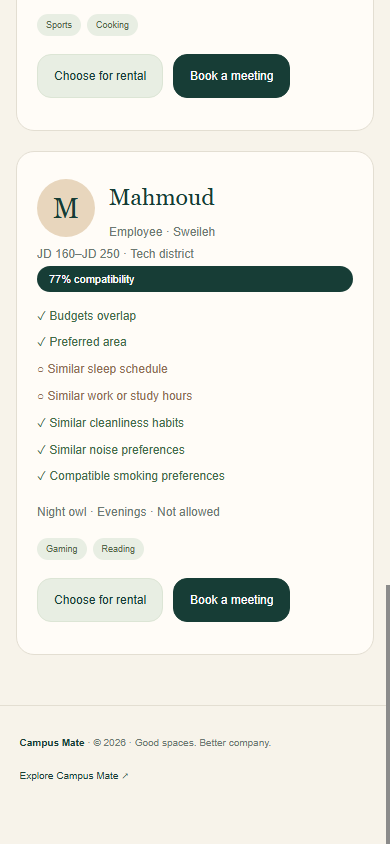 Sports Cooking
Choose for rental Book a meeting
M Mahmoud
Employee · Sweileh
JD 160–JD 250 · Tech district
77% compatibility
✓ Budgets overlap
✓ Preferred area
○ Similar sleep schedule
○ Similar work or study hours
✓ Similar cleanliness habits
✓ Similar noise preferences
✓ Compatible smoking preferences
Night owl · Evenings · Not allowed
Gaming Reading
Choose for rental Book a meeting
Campus Mate · © 2026 · Good spaces. Better company.
Explore Campus Mate ↗